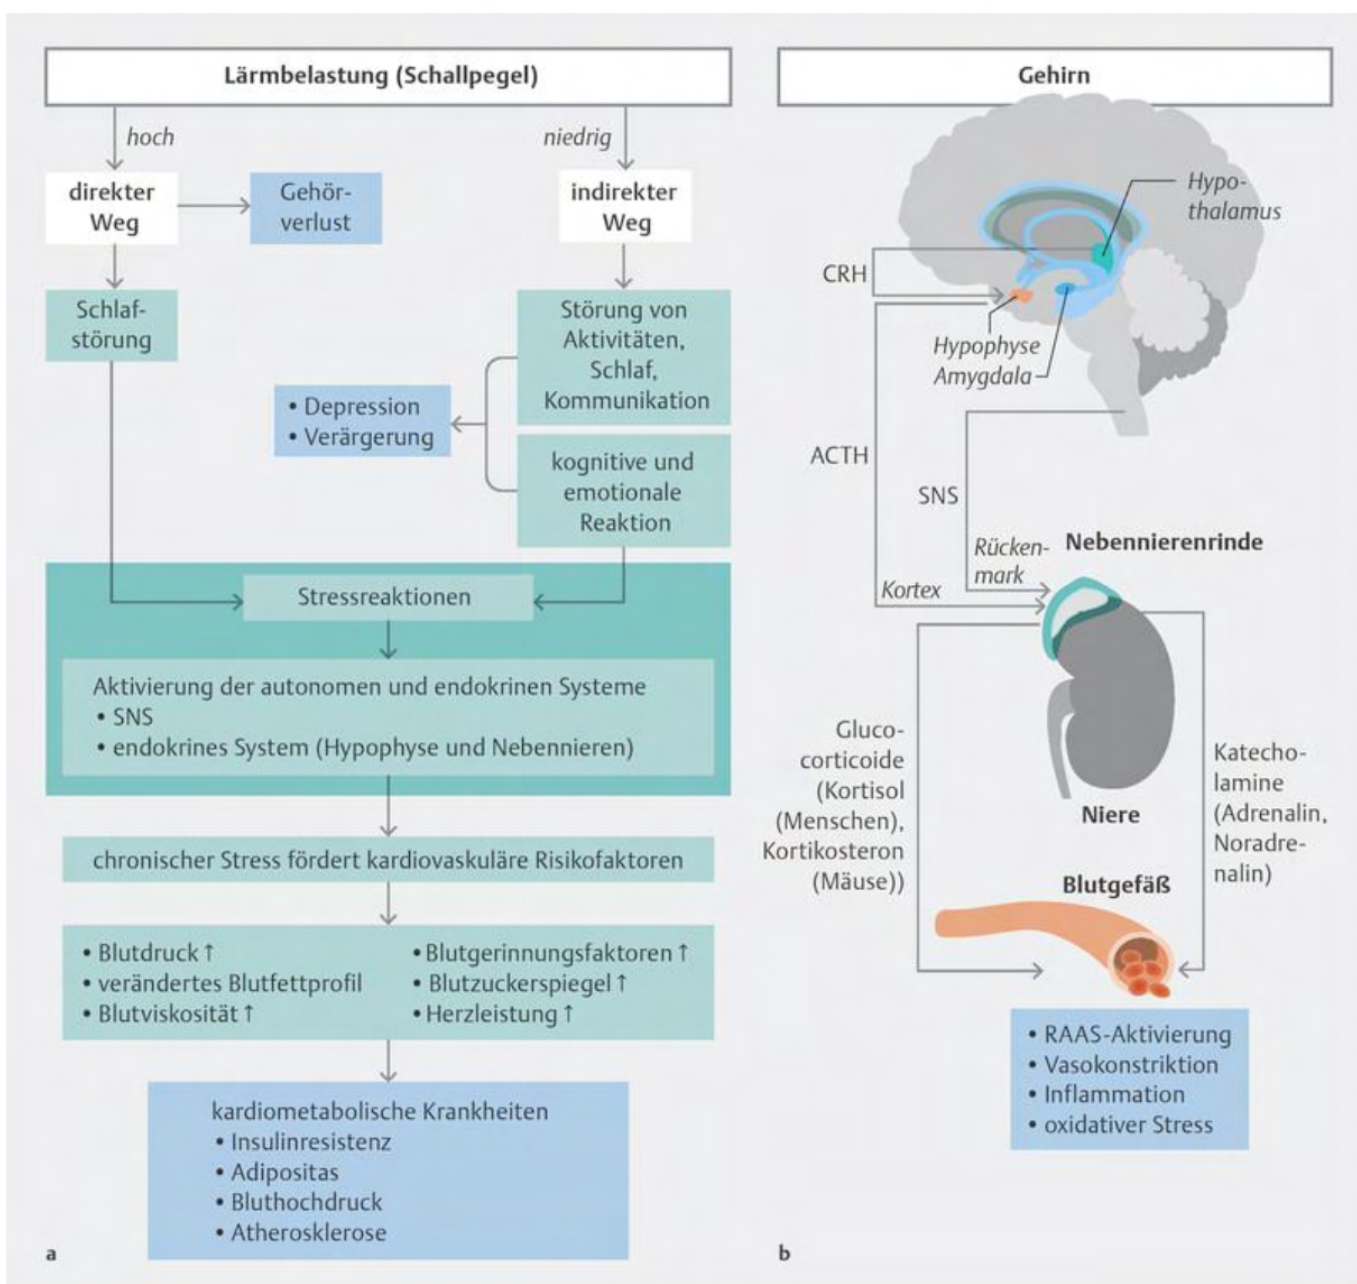 Lärmbelastung (Schallpegel)
hoch
niedrig
direkter
Weg
Gehör-
verlust
indirekter
Weg
Schlaf-
störung
Störung von
Aktivitäten,
Schlaf,
Kommunikation
• Depression
• Verärgerung
kognitive und
emotionale
Reaktion
Stressreaktionen
Aktivierung der autonomen und endokrinen Systeme
• SNS
• endokrines System (Hypophyse und Nebennieren)
chronischer Stress fördert kardiovaskuläre Risikofaktoren
• Blutdruck ↑
• verändertes Blutfettprofil
• Blutviskosität ↑
• Blutgerinnungsfaktoren ↑
• Blutzuckerspiegel ↑
• Herzleistung ↑
kardiometabolische Krankheiten
• Insulinresistenz
• Adipositas
• Bluthochdruck
• Atherosklerose
a
Gehirn
Hypo-
thalamus
CRH
Hypophyse
Amygdala
ACTH
SNS
Rücken-
mark
Nebennierenrinde
Kortex
Gluco-
corticoide
(Kortisol
(Menschen),
Kortikosteron
(Mäuse))
Katecho-
lamine
(Adrenalin,
Noradre-
nalin)
Niere
Blutgefäß
• RAAS-Aktivierung
• Vasokonstriktion
• Inflammation
• oxidativer Stress
b